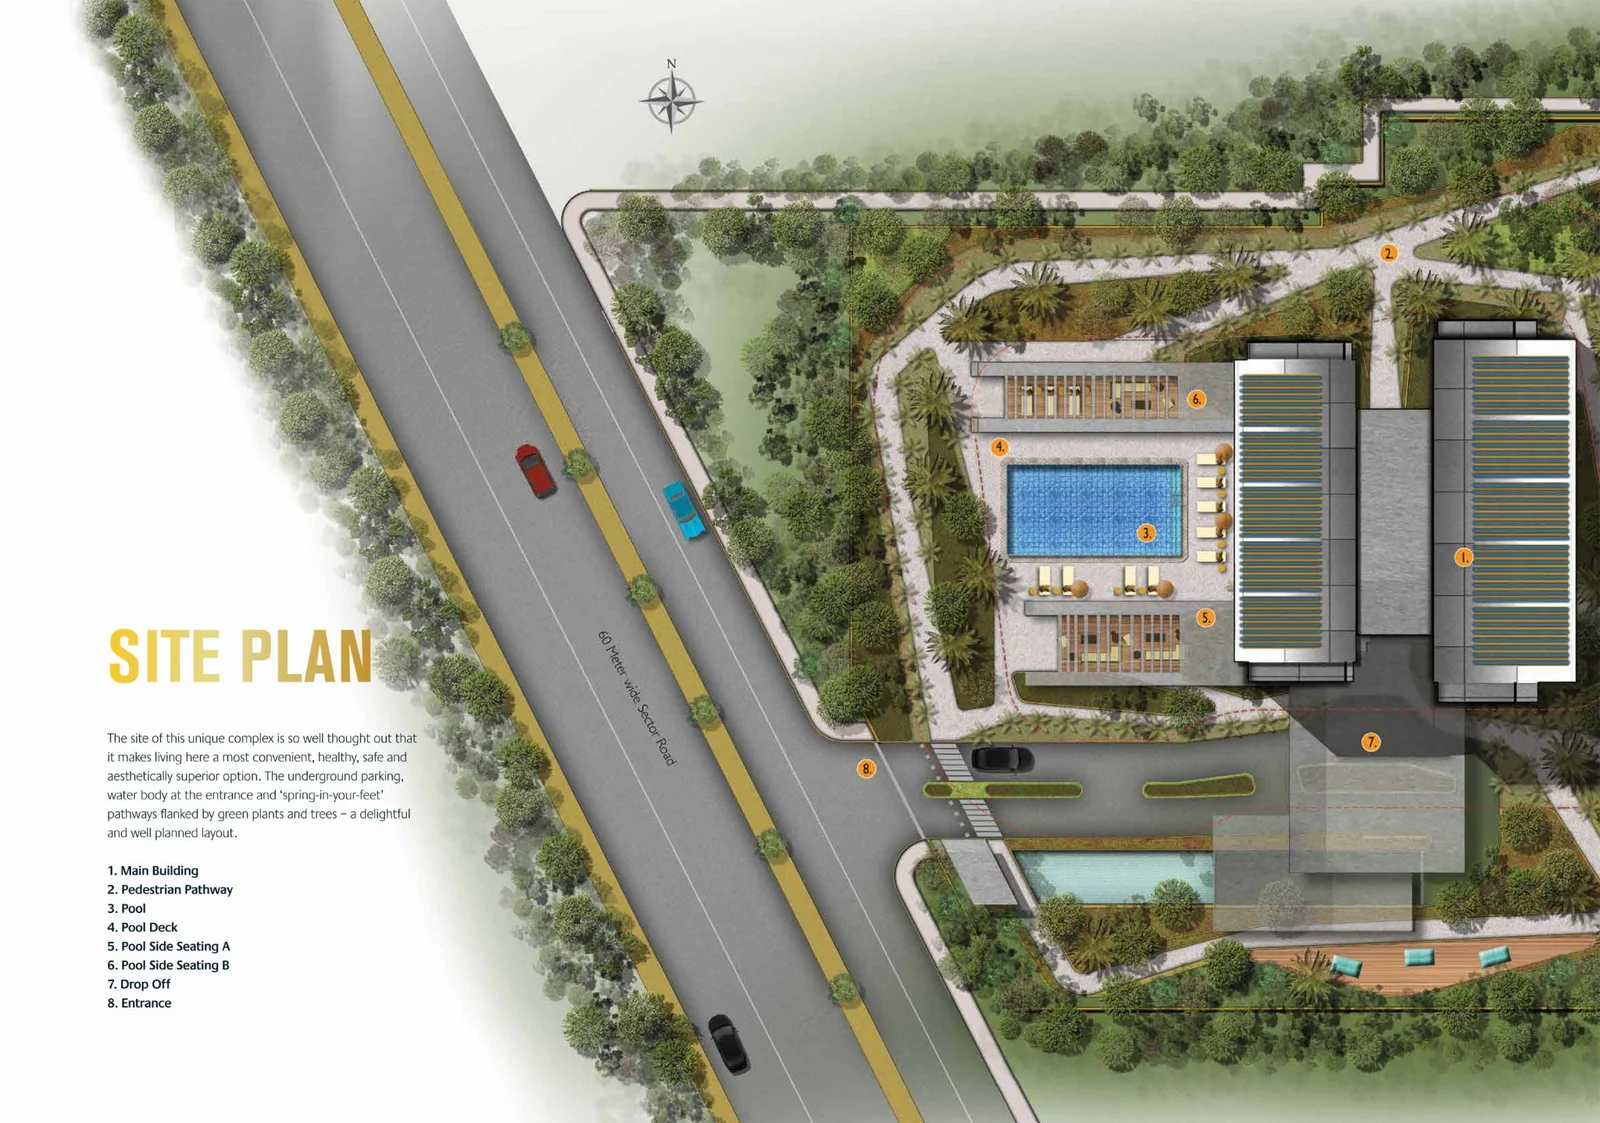 N
SITE PLAN
The site of this unique complex is so well thought out that
it makes living here a most convenient, healthy, safe and
aesthetically superior option. The underground parking,
water body at the entrance and ‘spring-in-your-feet’
pathways flanked by green plants and trees – a delightful
and well planned layout.
1. Main Building
2. Pedestrian Pathway
3. Pool
4. Pool Deck
5. Pool Side Seating A
6. Pool Side Seating B
7. Drop Off
8. Entrance
60 Meter wide Sector Road
2.
6.
4.
3.
1.
5.
7.
8.